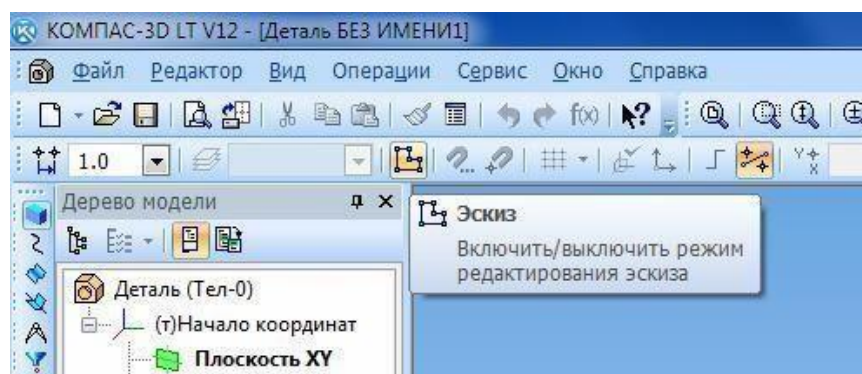 КОМПАС-3D LT V12 - [Деталь БЕЗ ИМЕНИ1]
Файл Редактор Вид Операции Сервис Окно Справка
f(x)
1.0
Дерево модели
Эскиз
Включить/выключить режим
редактирования эскиза
Деталь (Тел-0)
(т)Начало координат
Плоскость XY